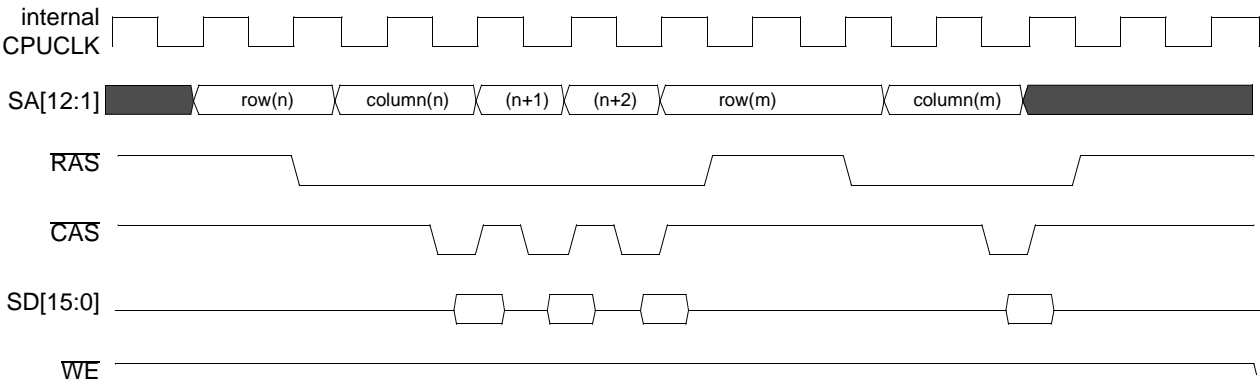 internal
CPUCLK
SA[12:1] row(n) column(n) (n+1) (n+2) row(m) column(m)
RAS
CAS
SD[15:0]
WE